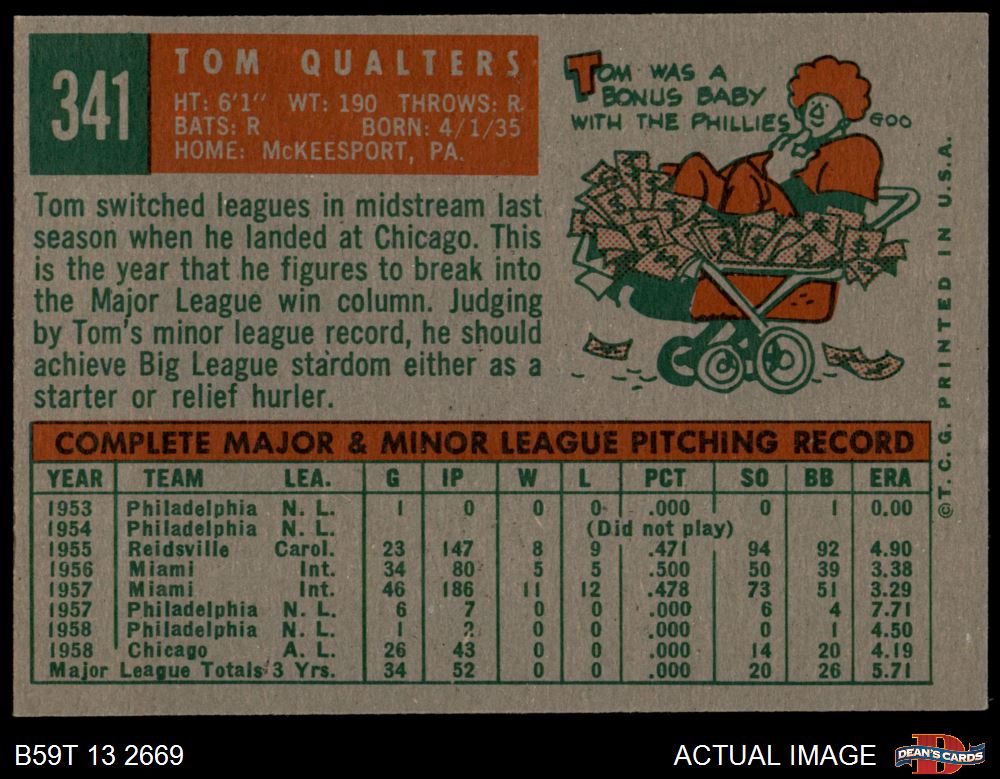 341
TOM QUALTERS
HT: 6'1" WT: 190 THROWS: R.
BATS: R BORN: 4/1/35
HOME: McKEESPORT, PA.
TOM WAS A
BONUS BABY
WITH THE PHILLIES
GOO
Tom switched leagues in midstream last
season when he landed at Chicago. This
is the year that he figures to break into
the Major League win column. Judging
by Tom's minor league record, he should
achieve Big League stardom either as a
starter or relief hurler.
©T. C. G. PRINTED IN U.S.A.
COMPLETE MAJOR & MINOR LEAGUE PITCHING RECORD
YEAR TEAM LEA. G IP W L PCT SO BB ERA
1953 Philadelphia N. L. 1 0 0 0 .000 0 1 0.00
1954 Philadelphia N. L. (Did not play)
1955 Reidsville Carol. 23 147 8 9 .471 94 92 4.90
1956 Miami Int. 34 80 5 5 .500 50 39 3.38
1957 Miami Int. 46 186 11 12 .478 73 51 3.29
1957 Philadelphia N. L. 6 7 0 0 .000 6 4 7.71
1958 Philadelphia N. L. 1 2 0 0 .000 0 1 4.50
1958 Chicago A. L. 26 43 0 0 .000 14 20 4.19
Major League Totals 3 Yrs. 34 52 0 0 .000 20 26 5.71
B59T 13 2669
ACTUAL IMAGE
DEAN'S CARDS